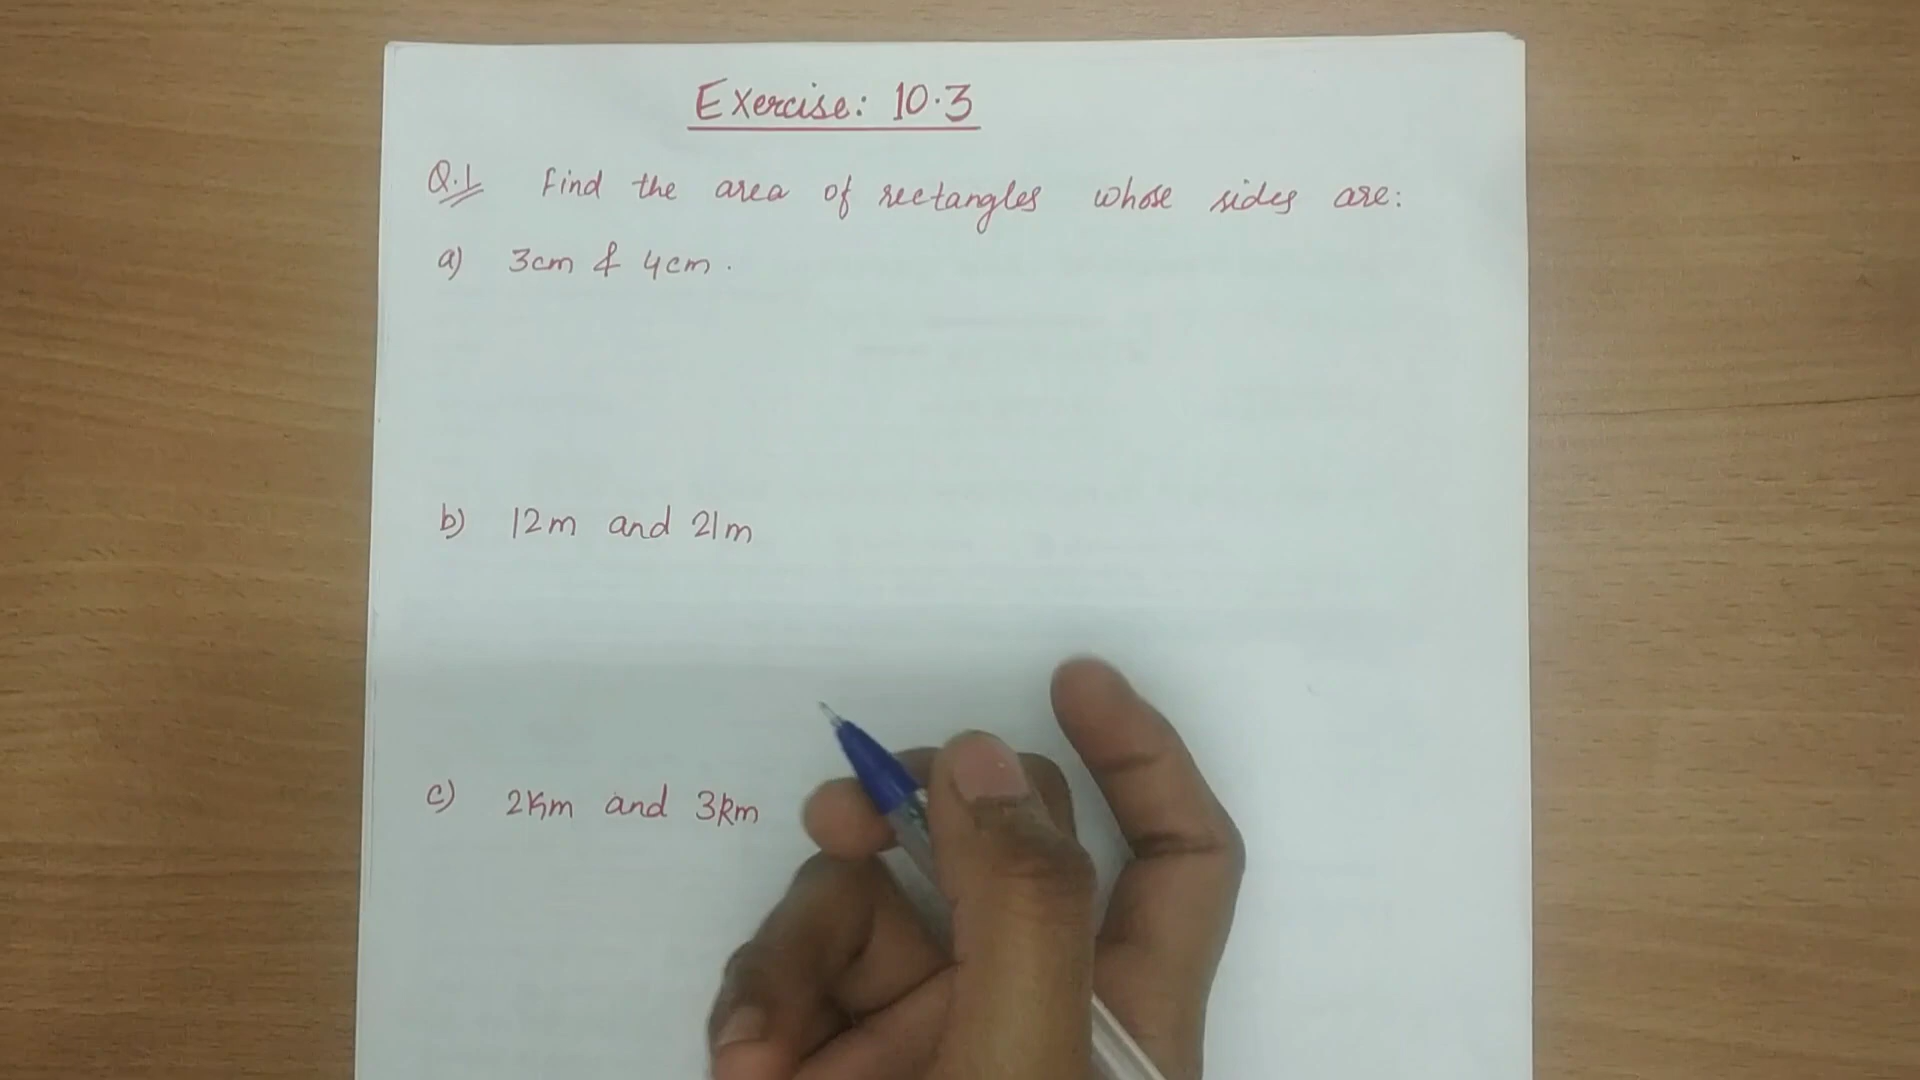 Exercise: 10.3
Q.1 Find the area of rectangles whose sides are:
a) 3cm & 4cm.
b) 12m and 21m
c) 2Km and 3km